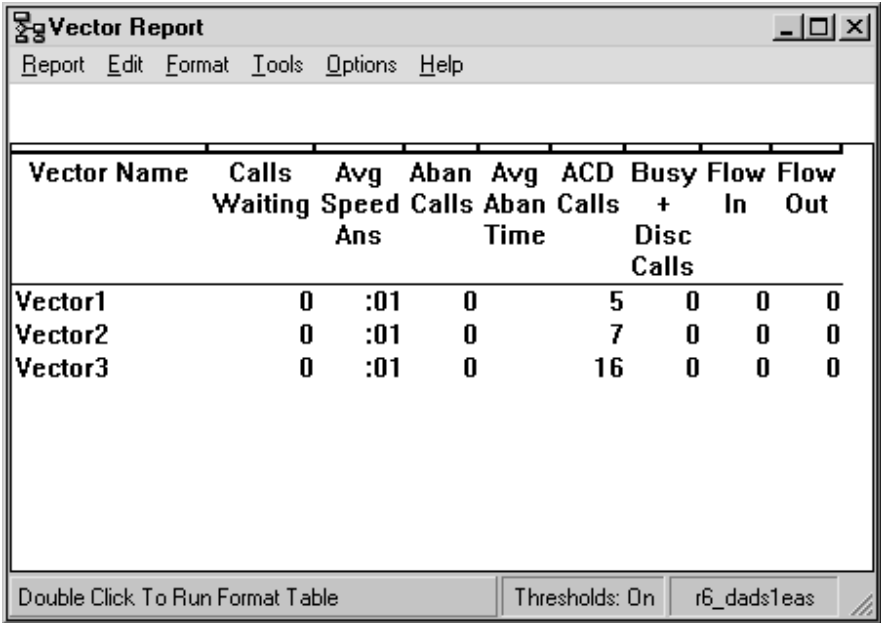 Vector Report
Report Edit Format Tools Options Help
Vector Name Calls Avg Aban Avg ACD Busy Flow Flow
Waiting Speed Calls Aban Calls + In Out
Ans Time Disc
Calls
Vector1 0 :01 0 5 0 0 0
Vector2 0 :01 0 7 0 0 0
Vector3 0 :01 0 16 0 0 0
Double Click To Run Format Table Thresholds: On r6_dads1eas